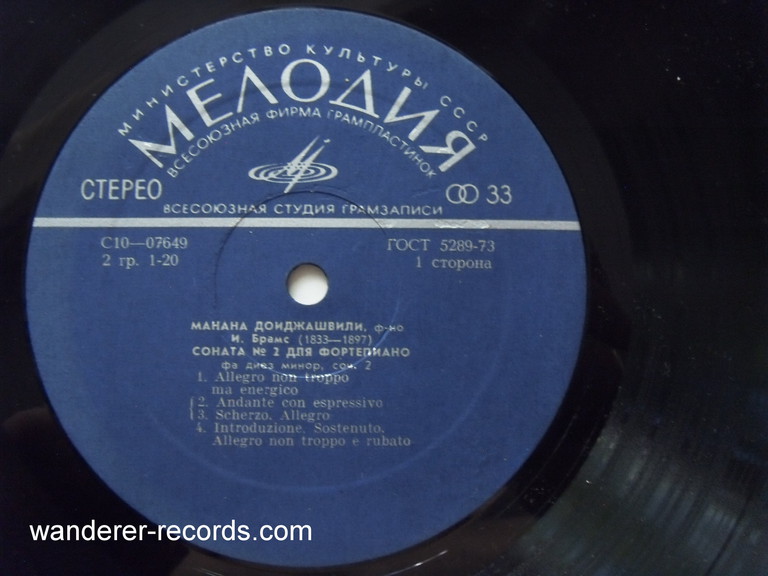 МИНИСТЕРСТВО КУЛЬТУРЫ СССР
МЕЛОДИЯ
ВСЕСОЮЗНАЯ ФИРМА ГРАМПЛАСТИНОК
СТЕРЕО
33
ВСЕСОЮЗНАЯ СТУДИЯ ГРАМЗАПИСИ
С10—07649
ГОСТ 5289-73
2 гр. 1-20
1 сторона
МАНАНА ДОИДЖАШВИЛИ, ф-но
И. Брамс (1833—1897)
СОНАТА № 2 ДЛЯ ФОРТЕПИАНО
фа диез минор, соч. 2
1. Allegro non troppo
ma energico
2. Andante con espressivo
3. Scherzo. Allegro
4. Introduzione. Sostenuto.
Allegro non troppo e rubato
wanderer-records.com